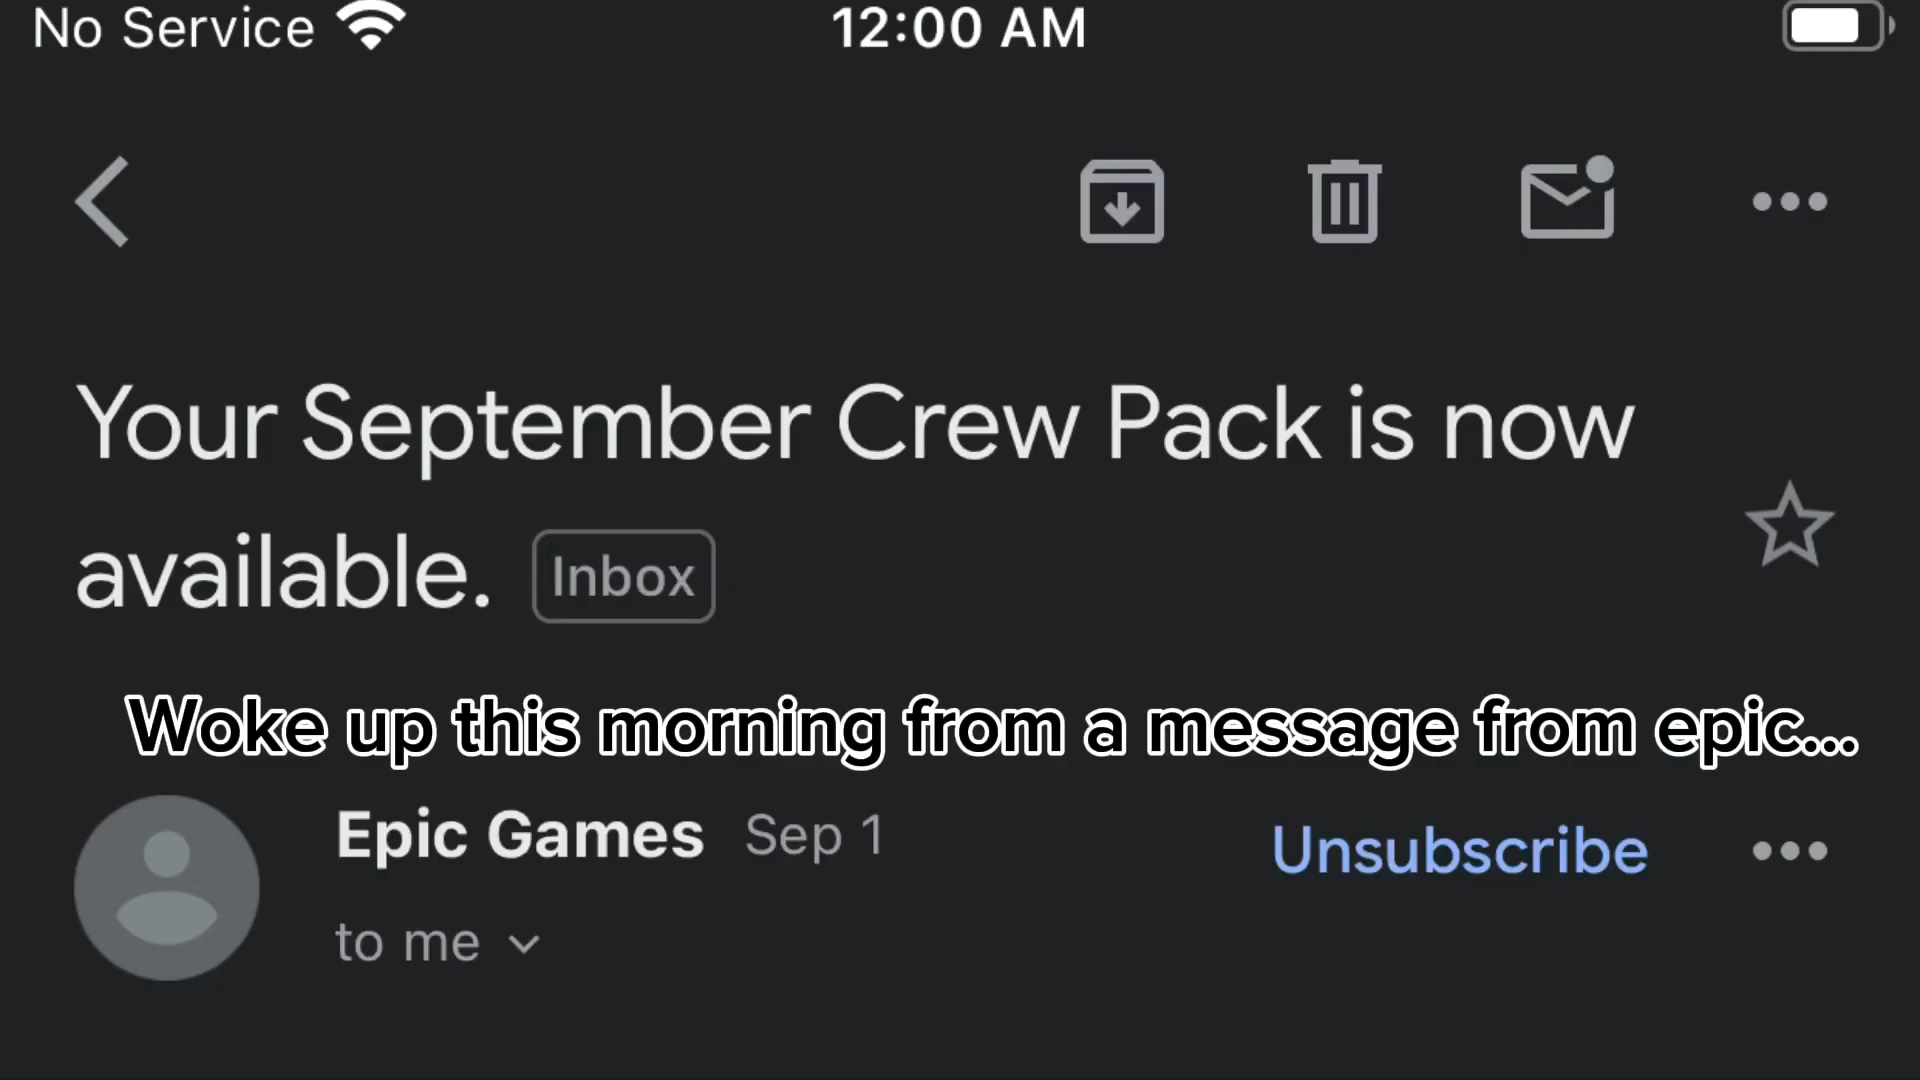 No Service 12:00 AM
Your September Crew Pack is now
available. Inbox
Woke up this morning from a message from epic...
Epic Games Sep 1 Unsubscribe
to me